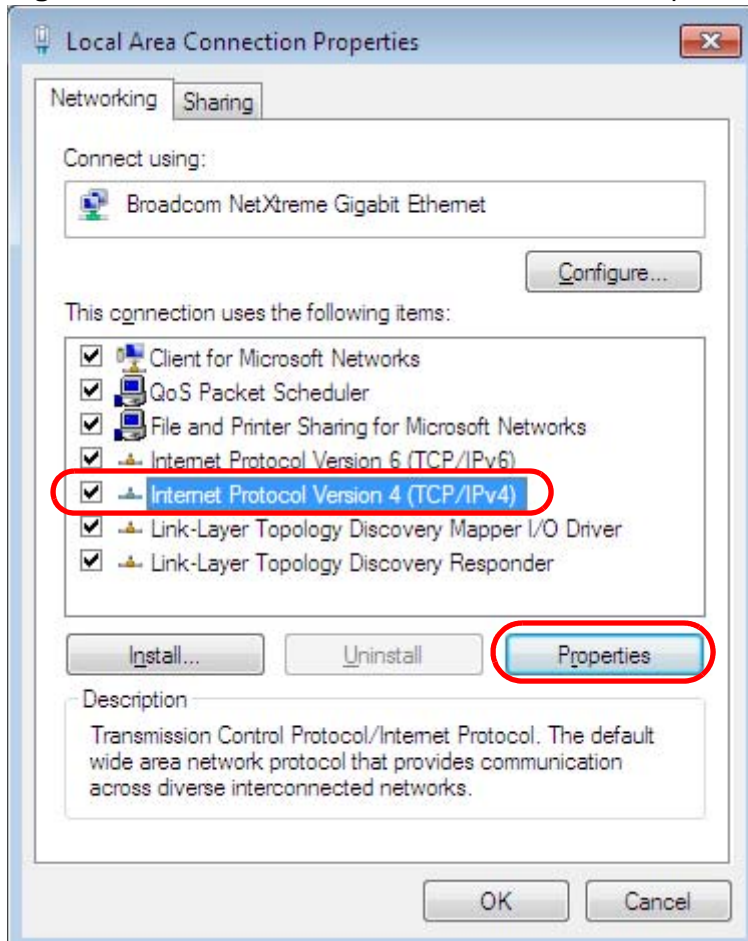 Local Area Connection Properties
Networking
Sharing
Connect using:
Broadcom NetXtreme Gigabit Ethernet
Configure...
This connection uses the following items:
Client for Microsoft Networks
QoS Packet Scheduler
File and Printer Sharing for Microsoft Networks
Internet Protocol Version 6 (TCP/IPv6)
Internet Protocol Version 4 (TCP/IPv4)
Link-Layer Topology Discovery Mapper I/O Driver
Link-Layer Topology Discovery Responder
Install...
Uninstall
Properties
Description
Transmission Control Protocol/Internet Protocol. The default
wide area network protocol that provides communication
across diverse interconnected networks.
OK
Cancel